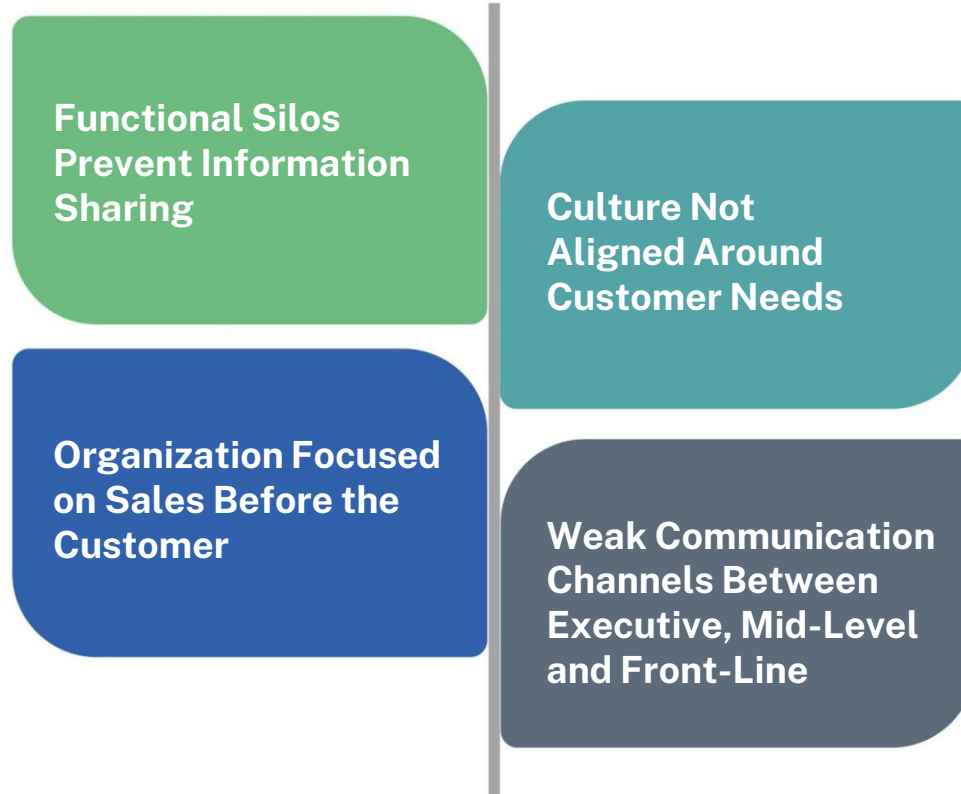 Functional Silos
Prevent Information
Sharing
Culture Not
Aligned Around
Customer Needs
Organization Focused
on Sales Before the
Customer
Weak Communication
Channels Between
Executive, Mid-Level
and Front-Line